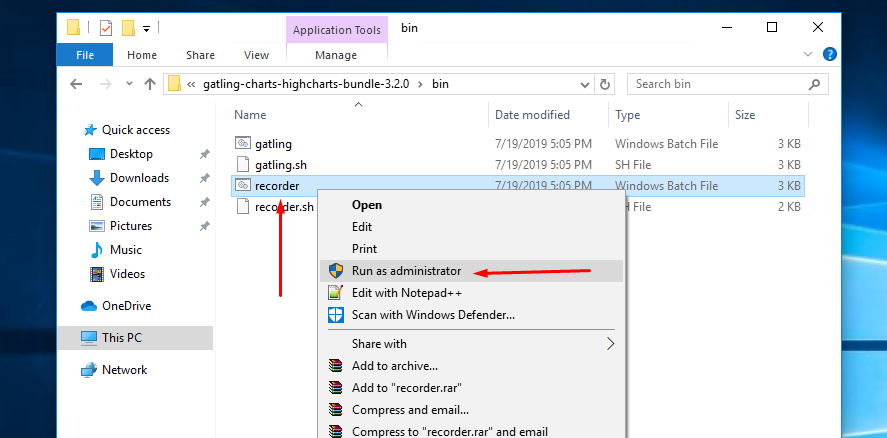 Application Tools bin
File Home Share View Manage
« gatling-charts-highcharts-bundle-3.2.0 › bin Search bin
Name Date modified Type Size
Quick access
Desktop
Downloads
Documents
Pictures
Music
Videos
OneDrive
This PC
Network
gatling 7/19/2019 5:05 PM Windows Batch File 3 KB
gatling.sh 7/19/2019 5:05 PM SH File 3 KB
recorder 7/19/2019 5:05 PM Windows Batch File 3 KB
recorder.sh H File 2 KB
Open
Edit
Print
Run as administrator
Edit with Notepad++
Scan with Windows Defender...
Share with
Add to archive...
Add to "recorder.rar"
Compress and email...
Compress to "recorder.rar" and email